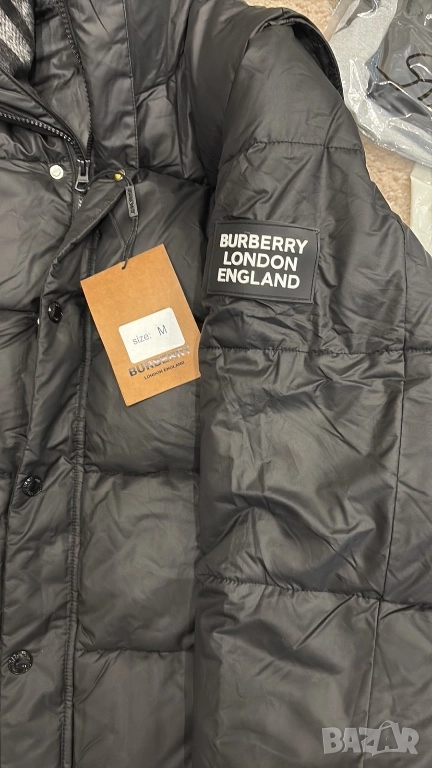 BURBERRY
LONDON
ENGLAND
size: M
BURBERRY
LONDON ENGLAND
BAZAR